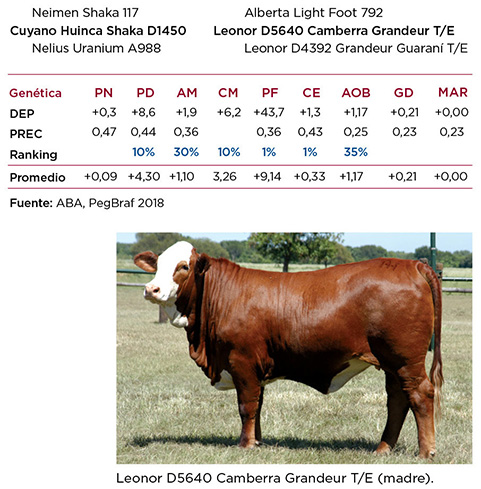 Neimen Shaka 117 Alberta Light Foot 792
Cuyano Huinca Shaka D1450 Leonor D5640 Camberra Grandeur T/E
Nelius Uranium A988 Leonor D4392 Grandeur Guaraní T/E
Genética PN PD AM CM PF CE AOB GD MAR
DEP +0,3 +8,6 +1,9 +6,2 +43,7 +1,3 +1,17 +0,21 +0,00
PREC 0,47 0,44 0,36 0,36 0,43 0,25 0,23 0,23
Ranking 10% 30% 10% 1% 1% 35%
Promedio +0,09 +4,30 +1,10 3,26 +9,14 +0,33 +1,17 +0,21 +0,00
Fuente: ABA, PegBraf 2018
Leonor D5640 Camberra Grandeur T/E (madre).